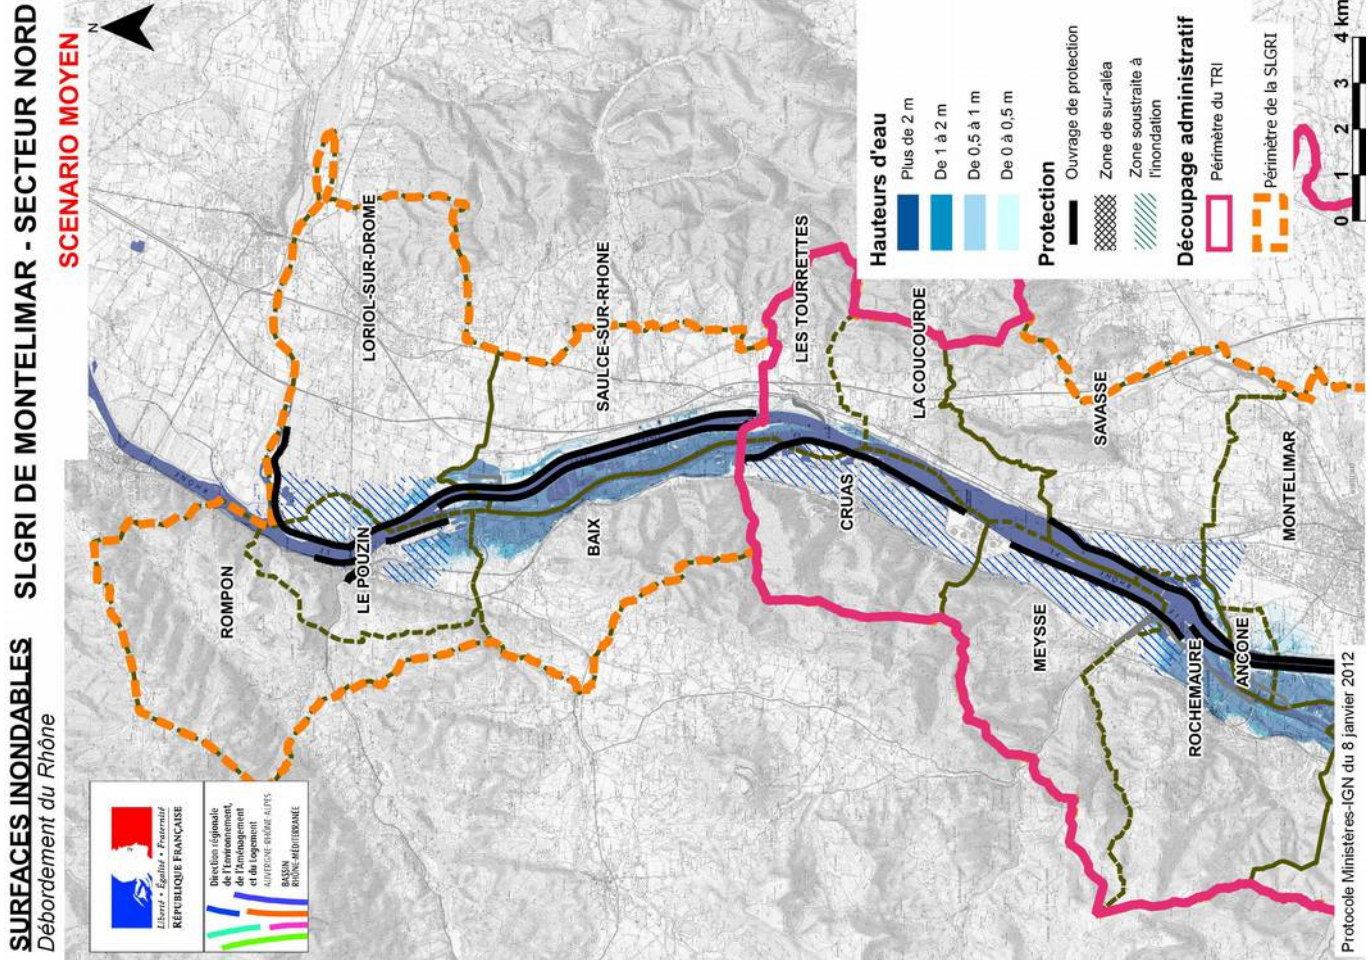 SURFACES INONDABLES
Débordement du Rhône
SLGRI DE MONTELIMAR - SECTEUR NORD
SCENARIO MOYEN
N
Liberté • Égalité • Fraternité
RÉPUBLIQUE FRANÇAISE
Direction régionale
de l'Environnement,
de l'Aménagement
et du Logement
AUVERGNE-RHÔNE-ALPES
BASSIN
RHÔNE-MÉDITERRANÉE
ROMPON
LE POUZIN
LORIOL-SUR-DROME
BAIX
SAULCE-SUR-RHONE
CRUAS
LES TOURRETTES
LA COUCOURDE
MEYSSE
SAVASSE
ROCHEMAURE
ANCONE
MONTELIMAR
RHÔNE
Hauteurs d'eau
Plus de 2 m
De 1 à 2 m
De 0,5 à 1 m
De 0 à 0,5 m
Protection
Ouvrage de protection
Zone de sur-aléa
Zone soustraite à
l'inondation
Découpage administratif
Périmètre du TRI
Périmètre de la SLGRI
0 1 2 3 4 km
Protocole Ministères-IGN du 8 janvier 2012